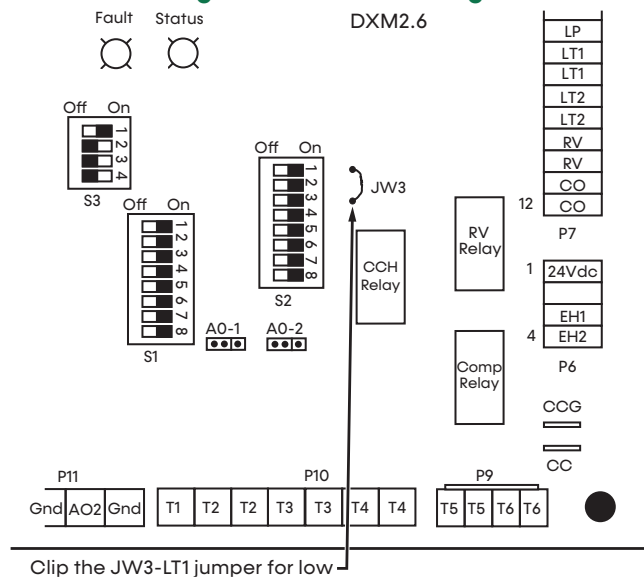 Fault Status
DXM2.6
LP
LT1
LT1
LT2
LT2
RV
RV
CO
12 CO
P7
Off On
1
2
3
4
S3
Off On
1
2
3
4
5
6
7
8
S2
JW3
Off On
1
2
3
4
5
6
7
8
S1
RV
Relay
CCH
Relay
1 24Vdc
EH1
4 EH2
P6
A0-1 A0-2
Comp
Relay
CCG
CC
P11
Gnd AO2 Gnd
P10
T1 T2 T2 T3 T3 T4 T4
P9
T5 T5 T6 T6
Clip the JW3-LT1 jumper for low